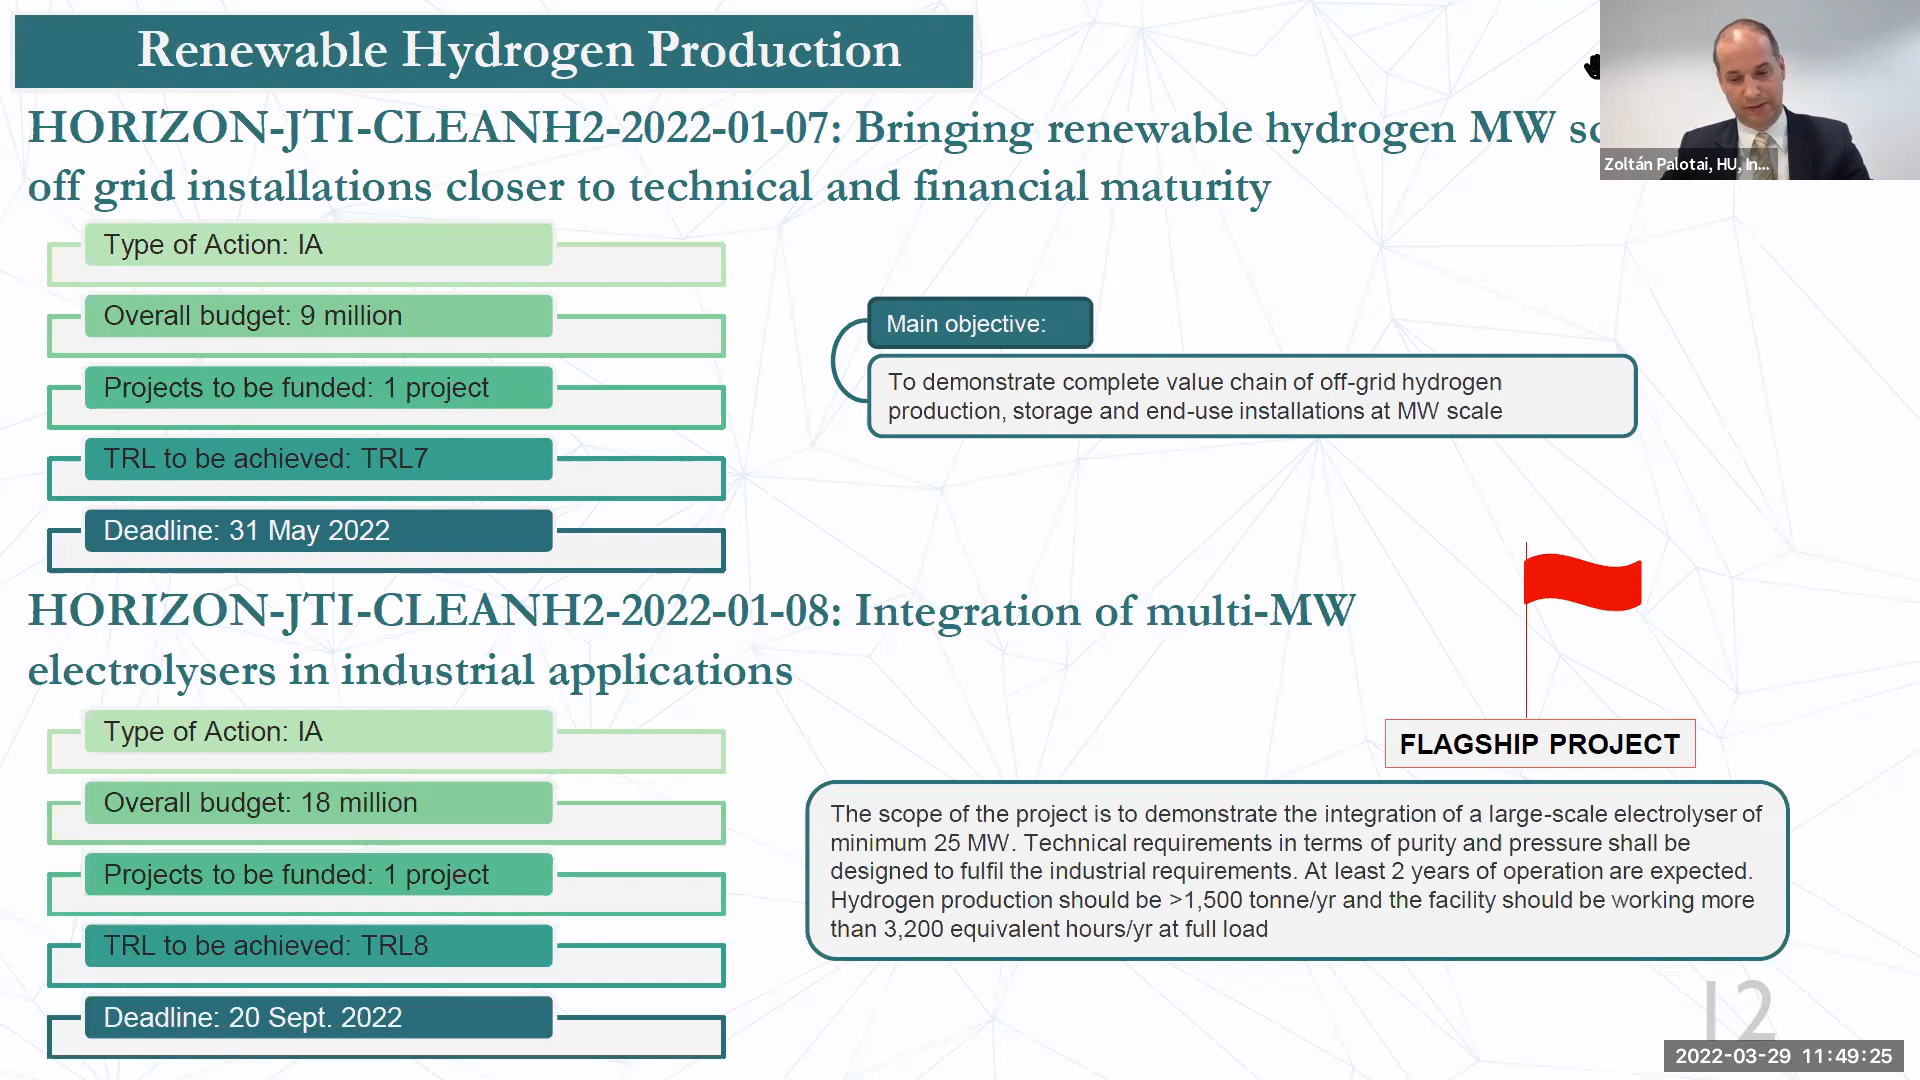 Renewable Hydrogen Production
HORIZON-JTI-CLEANH2-2022-01-07: Bringing renewable hydrogen MW
off grid installations closer to technical and financial maturity
Type of Action: IA
Overall budget: 9 million
Projects to be funded: 1 project
TRL to be achieved: TRL7
Deadline: 31 May 2022
Main objective:
To demonstrate complete value chain of off-grid hydrogen
production, storage and end-use installations at MW scale
HORIZON-JTI-CLEANH2-2022-01-08: Integration of multi-MW
electrolysers in industrial applications
Type of Action: IA
Overall budget: 18 million
Projects to be funded: 1 project
TRL to be achieved: TRL8
Deadline: 20 Sept. 2022
FLAGSHIP PROJECT
The scope of the project is to demonstrate the integration of a large-scale electrolyser of
minimum 25 MW. Technical requirements in terms of purity and pressure shall be
designed to fulfil the industrial requirements. At least 2 years of operation are expected.
Hydrogen production should be >1,500 tonne/yr and the facility should be working more
than 3,200 equivalent hours/yr at full load
Zoltán Palotai, HU, In...
12
2022-03-29 11:49:25